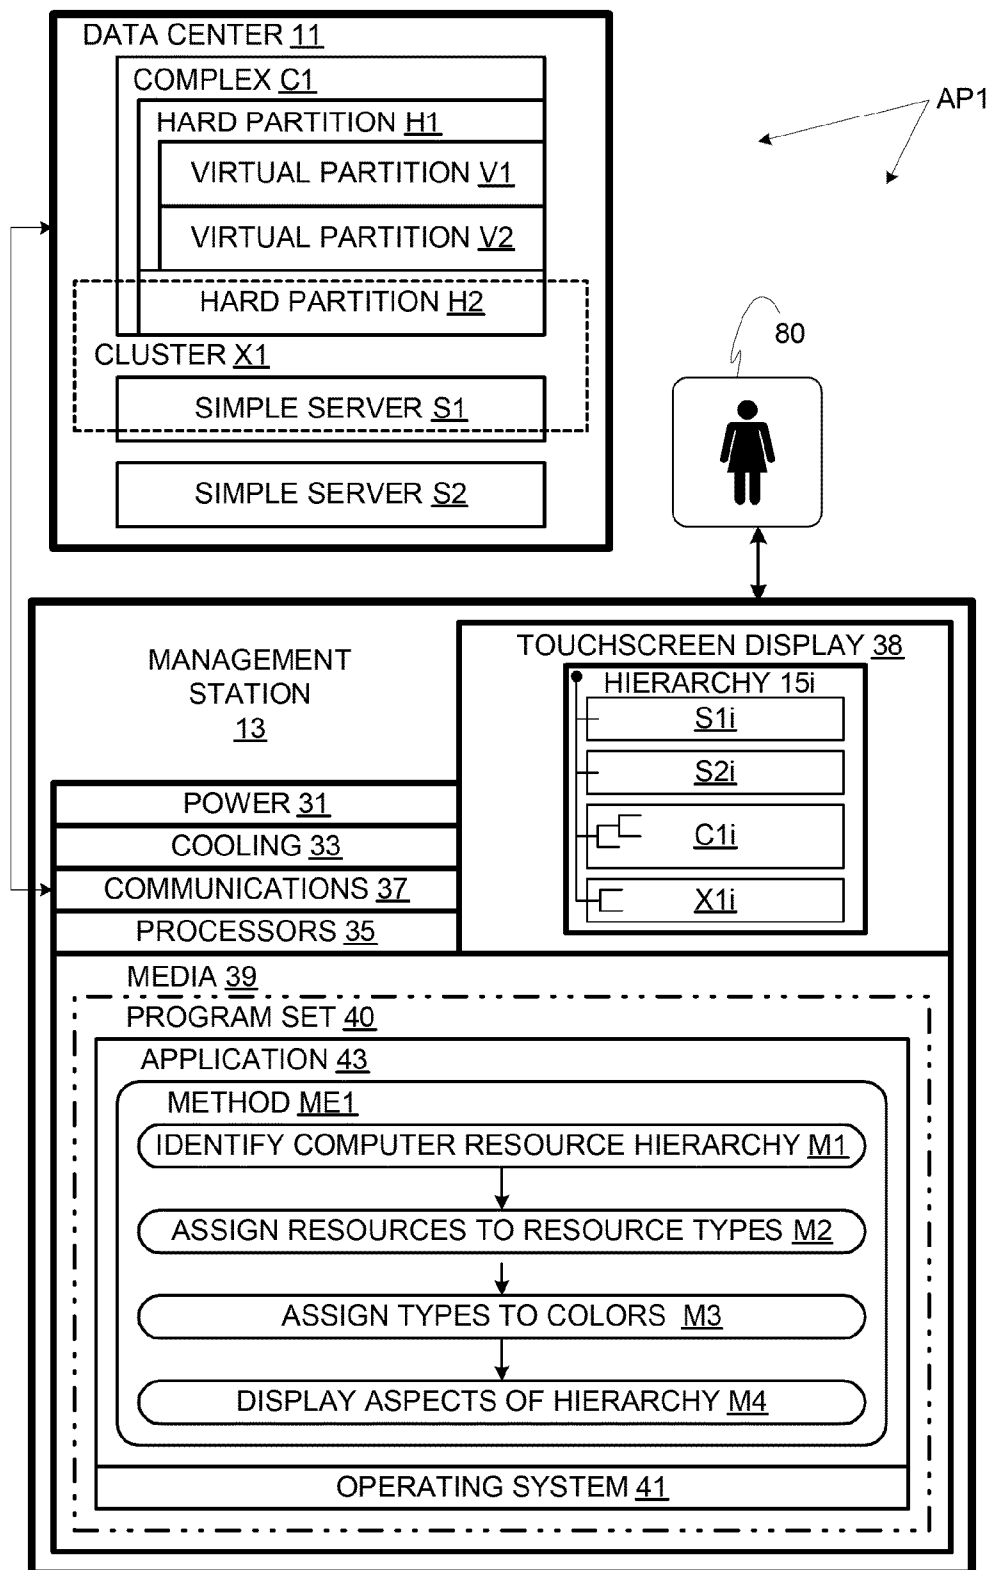 DATA CENTER 11
COMPLEX C1
HARD PARTITION H1
VIRTUAL PARTITION V1
VIRTUAL PARTITION V2
HARD PARTITION H2
CLUSTER X1
SIMPLE SERVER S1
SIMPLE SERVER S2
AP1
80
MANAGEMENT
STATION
13
TOUCHSCREEN DISPLAY 38
HIERARCHY 15i
S1i
S2i
C1i
X1i
POWER 31
COOLING 33
COMMUNICATIONS 37
PROCESSORS 35
MEDIA 39
PROGRAM SET 40
APPLICATION 43
METHOD ME1
IDENTIFY COMPUTER RESOURCE HIERARCHY M1
ASSIGN RESOURCES TO RESOURCE TYPES M2
ASSIGN TYPES TO COLORS M3
DISPLAY ASPECTS OF HIERARCHY M4
OPERATING SYSTEM 41